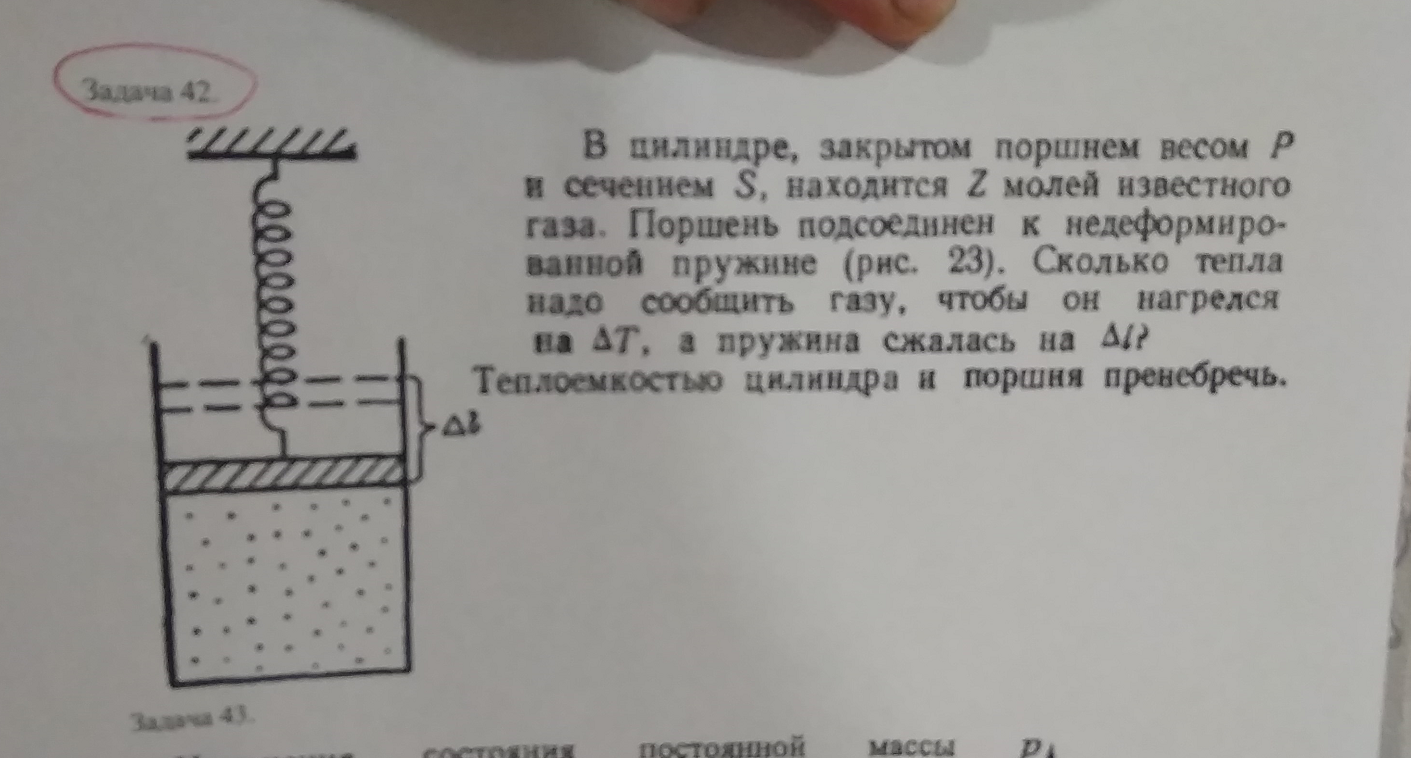 Задача 42.
В цилиндре, закрытом поршнем весом P
и сечением S, находится Z молей известного
газа. Поршень подсоединен к недеформиро-
ванной пружине (рис. 23). Сколько тепла
надо сообщить газу, чтобы он нагрелся
на ΔT, а пружина сжалась на Δl?
Теплоемкостью цилиндра и поршня пренебречь.
Δl
Задача 43.
состояния постоянной массы